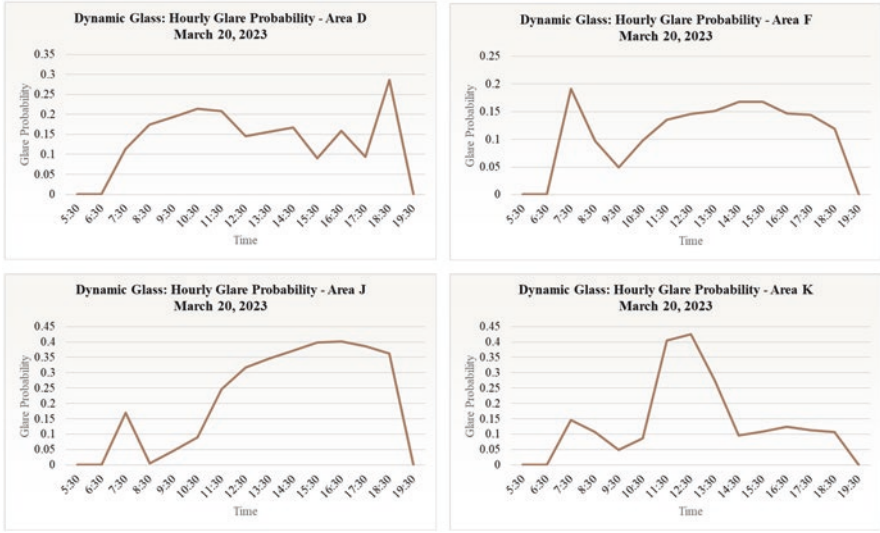 Dynamic Glass: Hourly Glare Probability - Area D
March 20, 2023
Glare Probability
0.35
0.3
0.25
0.2
0.15
0.1
0.05
0
5:30 6:30 7:30 8:30 9:30 10:30 11:30 12:30 13:30 14:30 15:30 16:30 17:30 18:30 19:30
Time
Dynamic Glass: Hourly Glare Probability - Area F
March 20, 2023
Glare Probability
0.25
0.2
0.15
0.1
0.05
0
5:30 6:30 7:30 8:30 9:30 10:30 11:30 12:30 13:30 14:30 15:30 16:30 17:30 18:30 19:30
Time
Dynamic Glass: Hourly Glare Probability - Area J
March 20, 2023
Glare Probability
0.45
0.4
0.35
0.3
0.25
0.2
0.15
0.1
0.05
0
5:30 6:30 7:30 8:30 9:30 10:30 11:30 12:30 13:30 14:30 15:30 16:30 17:30 18:30 19:30
Time
Dynamic Glass: Hourly Glare Probability - Area K
March 20, 2023
Glare Probability
0.45
0.4
0.35
0.3
0.25
0.2
0.15
0.1
0.05
0
5:30 6:30 7:30 8:30 9:30 10:30 11:30 12:30 13:30 14:30 15:30 16:30 17:30 18:30 19:30
Time